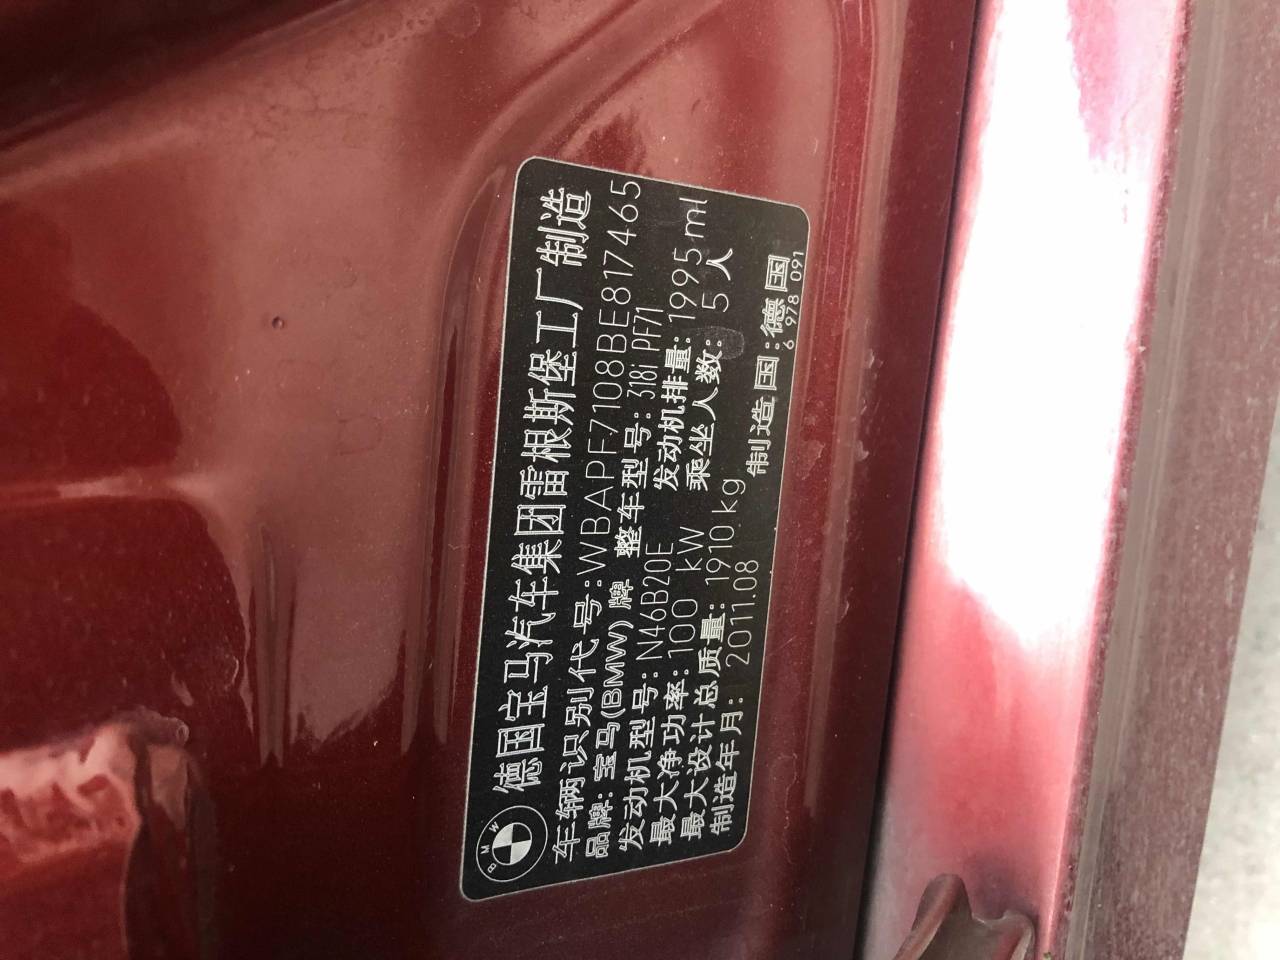 BMW
德国宝马汽车集团雷根斯堡工厂制造
车辆识别代号:WBAPF7108BE817465
品牌:宝马(BMW)牌 整车型号:318i PF71
发动机型号:N46B20E 发动机排量:1995 ml
最大净功率:100 kW 乘坐人数:5 人
最大设计总质量:1910 kg
制造年月:2011.08 制造国:德国
6 978 091